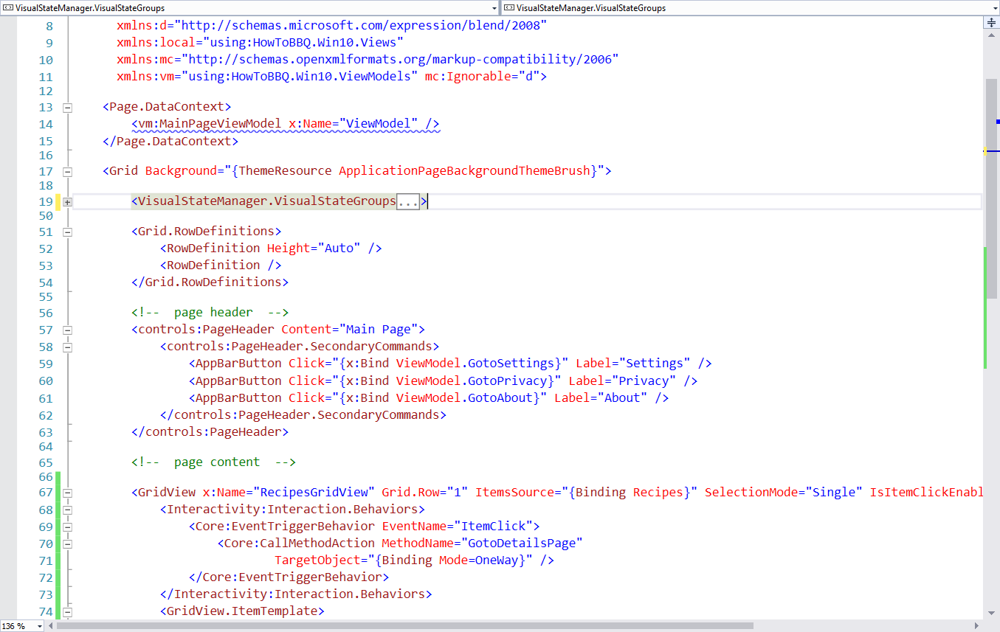 VisualStateManager.VisualStateGroups VisualStateManager.VisualStateGroups
8 xmlns:d="http://schemas.microsoft.com/expression/blend/2008"
9 xmlns:local="using:HowToBBQ.Win10.Views"
10 xmlns:mc="http://schemas.openxmlformats.org/markup-compatibility/2006"
11 xmlns:vm="using:HowToBBQ.Win10.ViewModels" mc:Ignorable="d">
12
13 <Page.DataContext>
14 <vm:MainPageViewModel x:Name="ViewModel" />
15 </Page.DataContext>
16
17 <Grid Background="{ThemeResource ApplicationPageBackgroundThemeBrush}">
18
19 <VisualStateManager.VisualStateGroups...>
50
51 <Grid.RowDefinitions>
52 <RowDefinition Height="Auto" />
53 <RowDefinition />
54 </Grid.RowDefinitions>
55
56 <!-- page header -->
57 <controls:PageHeader Content="Main Page">
58 <controls:PageHeader.SecondaryCommands>
59 <AppBarButton Click="{x:Bind ViewModel.GotoSettings}" Label="Settings" />
60 <AppBarButton Click="{x:Bind ViewModel.GotoPrivacy}" Label="Privacy" />
61 <AppBarButton Click="{x:Bind ViewModel.GotoAbout}" Label="About" />
62 </controls:PageHeader.SecondaryCommands>
63 </controls:PageHeader>
64
65 <!-- page content -->
66
67 <GridView x:Name="RecipesGridView" Grid.Row="1" ItemsSource="{Binding Recipes}" SelectionMode="Single" IsItemClickEnabl
68 <Interactivity:Interaction.Behaviors>
69 <Core:EventTriggerBehavior EventName="ItemClick">
70 <Core:CallMethodAction MethodName="GotoDetailsPage"
71 TargetObject="{Binding Mode=OneWay}" />
72 </Core:EventTriggerBehavior>
73 </Interactivity:Interaction.Behaviors>
74 <GridView.ItemTemplate>
136 %